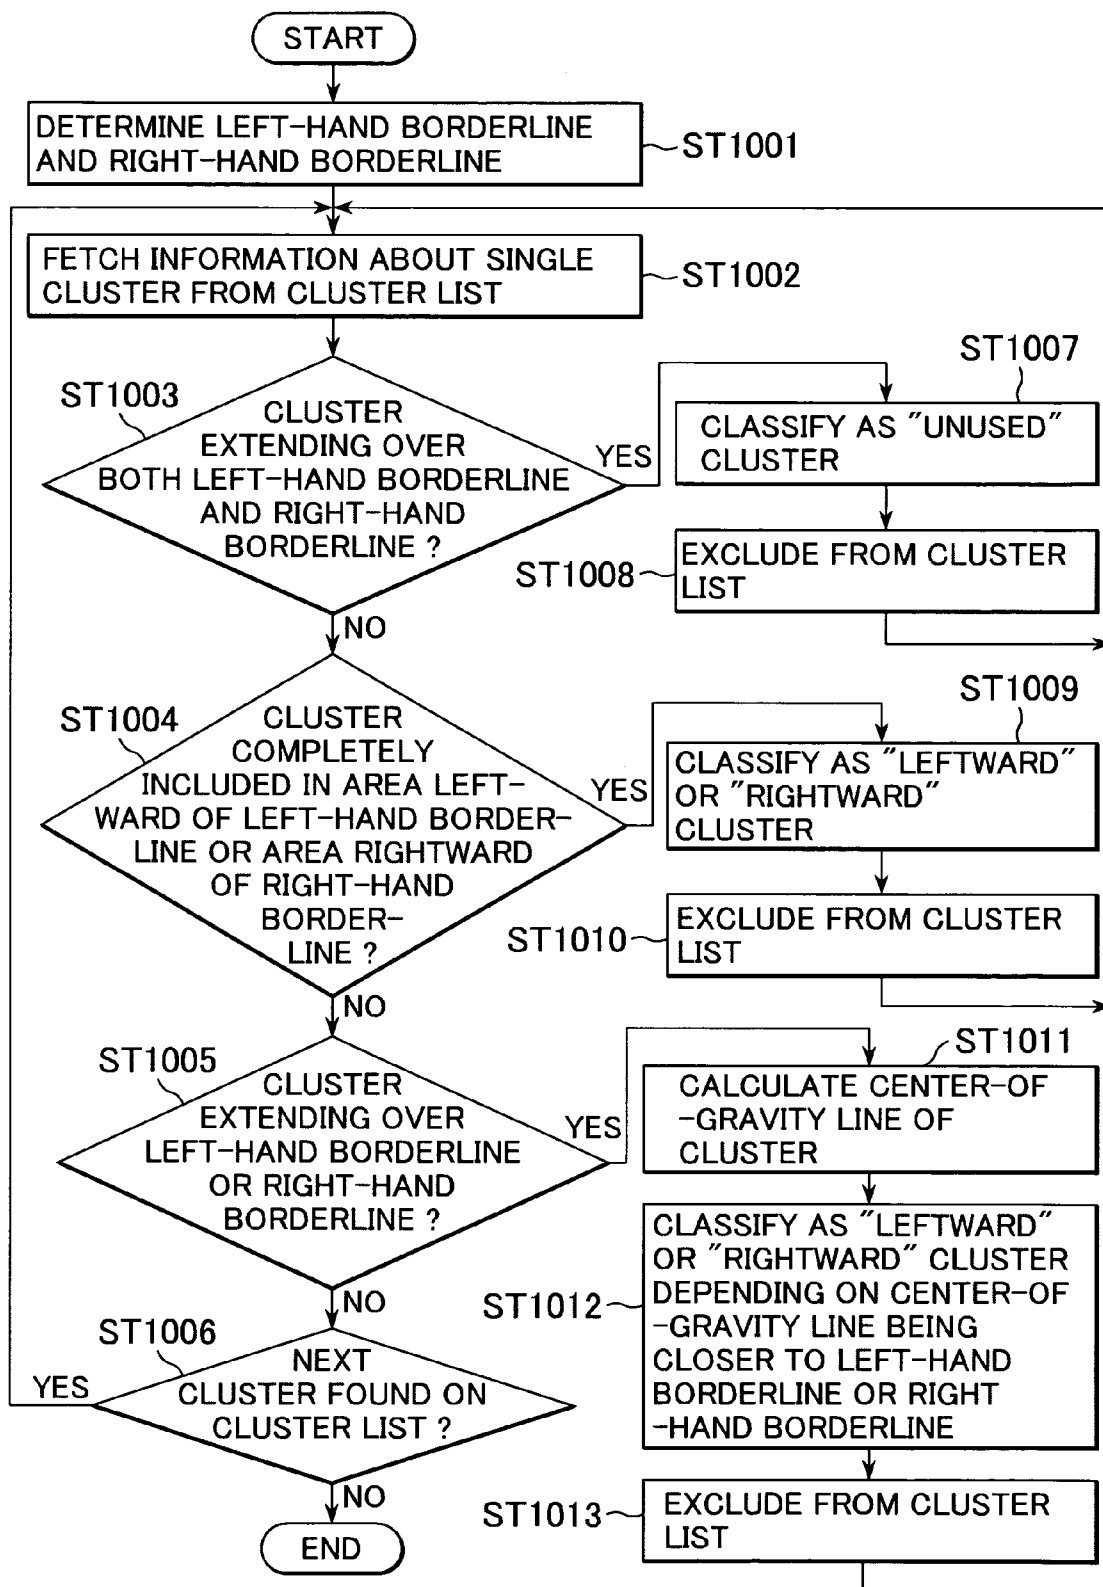 START
DETERMINE LEFT-HAND BORDERLINE
AND RIGHT-HAND BORDERLINE
ST1001
FETCH INFORMATION ABOUT SINGLE
CLUSTER FROM CLUSTER LIST
ST1002
ST1003
CLUSTER
EXTENDING OVER
BOTH LEFT-HAND BORDERLINE
AND RIGHT-HAND
BORDERLINE ?
YES
NO
ST1007
CLASSIFY AS "UNUSED"
CLUSTER
ST1008
EXCLUDE FROM CLUSTER
LIST
ST1004
CLUSTER
COMPLETELY
INCLUDED IN AREA LEFT-
WARD OF LEFT-HAND BORDER-
LINE OR AREA RIGHTWARD
OF RIGHT-HAND
BORDER-
LINE ?
YES
NO
ST1009
CLASSIFY AS "LEFTWARD"
OR "RIGHTWARD"
CLUSTER
ST1010
EXCLUDE FROM CLUSTER
LIST
ST1005
CLUSTER
EXTENDING OVER
LEFT-HAND BORDERLINE
OR RIGHT-HAND
BORDERLINE ?
YES
NO
ST1011
CALCULATE CENTER-OF
-GRAVITY LINE OF
CLUSTER
ST1012
CLASSIFY AS "LEFTWARD"
OR "RIGHTWARD" CLUSTER
DEPENDING ON CENTER-OF
-GRAVITY LINE BEING
CLOSER TO LEFT-HAND
BORDERLINE OR RIGHT
-HAND BORDERLINE
ST1006
NEXT
CLUSTER FOUND ON
CLUSTER LIST ?
YES
NO
ST1013
EXCLUDE FROM CLUSTER
LIST
END